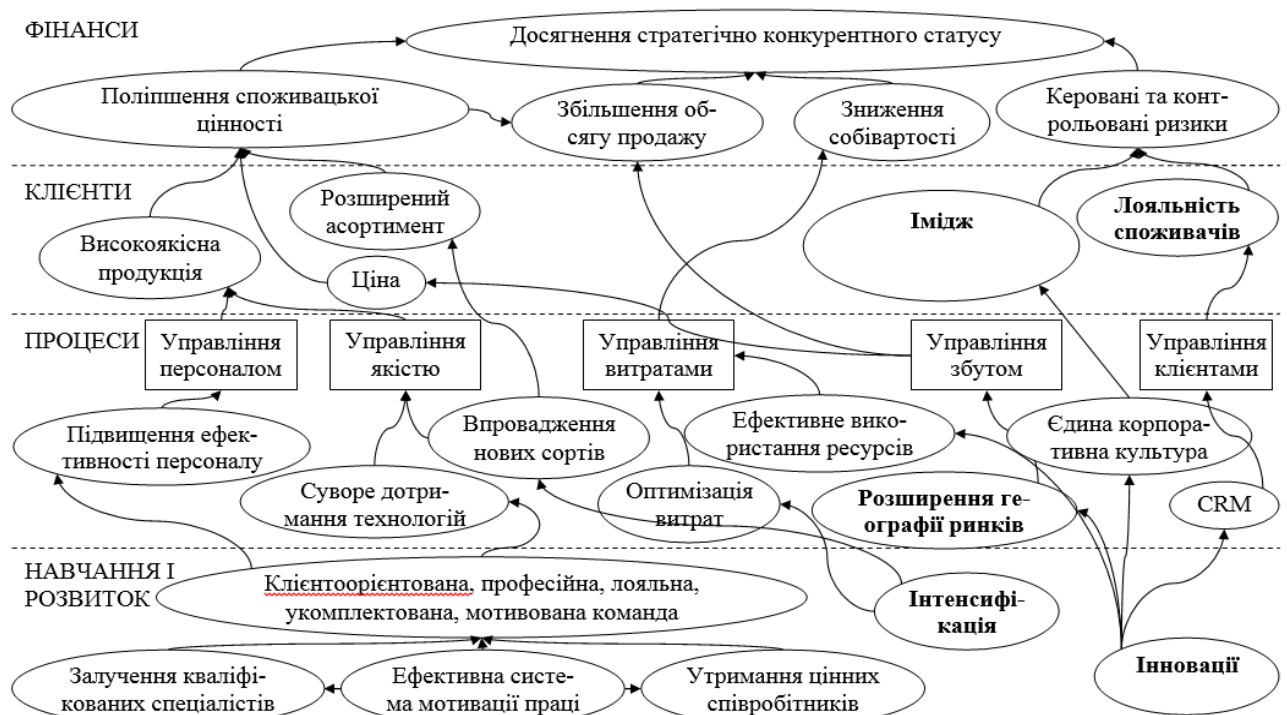 ФІНАНСИ
Досягнення стратегічно конкурентного статусу
Поліпшення споживацької
цінності
Збільшення об-
сягу продажу
Зниження
собівартості
Керовані та конт-
рольовані ризики
КЛІЄНТИ
Розширений
асортимент
Імідж
Лояльність
споживачів
Високоякісна
продукція
Ціна
ПРОЦЕСИ
Управління
персоналом
Управління
якістю
Управління
витратами
Управління
збутом
Управління
клієнтами
Підвищення ефек-
тивності персоналу
Впровадження
нових сортів
Ефективне вико-
ристання ресурсів
Єдина корпора-
тивна культура
Суворе дотри-
мання технологій
Оптимізація
витрат
Розширення ге-
ографії ринків
CRM
НАВЧАННЯ І
РОЗВИТОК
Клієнтоорієнтована, професійна, лояльна,
укомплектована, мотивована команда
Інтенсифі-
кація
Інновації
Залучення кваліфі-
кованих спеціалістів
Ефективна систе-
ма мотивації праці
Утримання цінних
співробітників